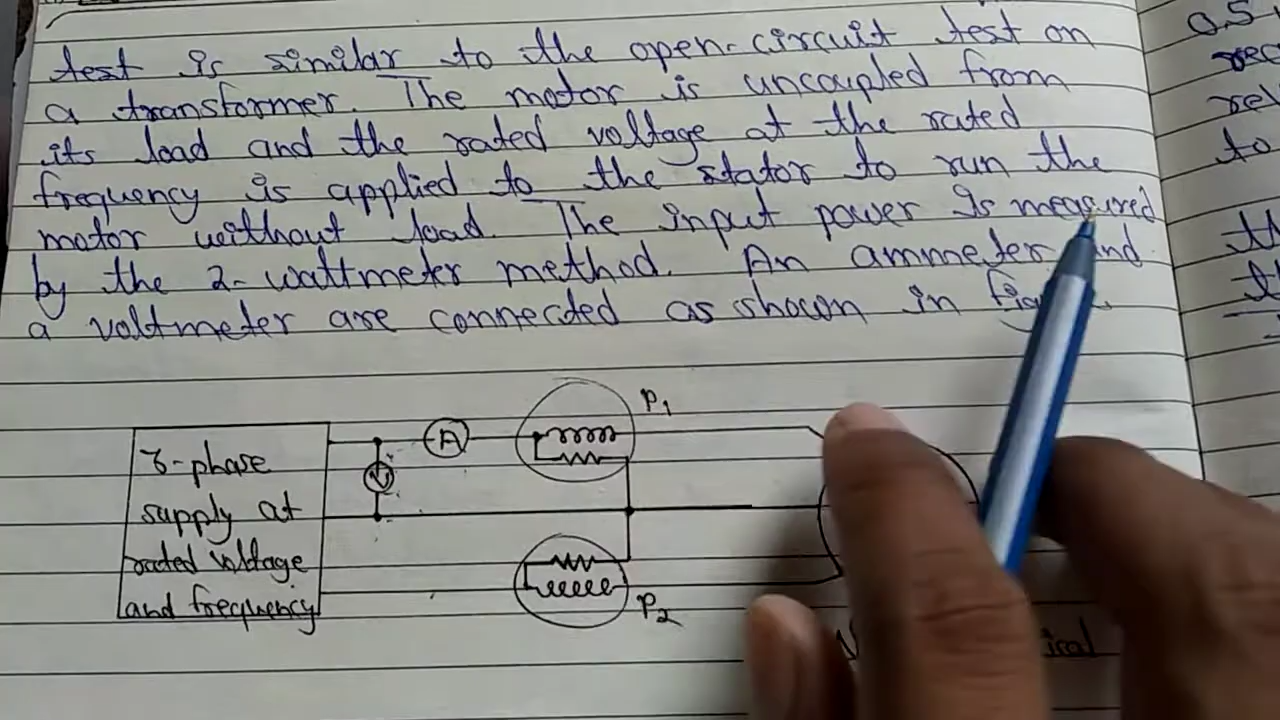 test is similar to the open-circuit test on
a transformer. The motor is uncoupled from
its load and the rated voltage at the rated
frequency is applied to the stator to run the
motor without load. The input power is measured
by the 2-wattmeter method. An ammeter and
a voltmeter are connected as shown in
3-phase
supply at
rated voltage
and frequency
V
A
P1
P2
0.5
to